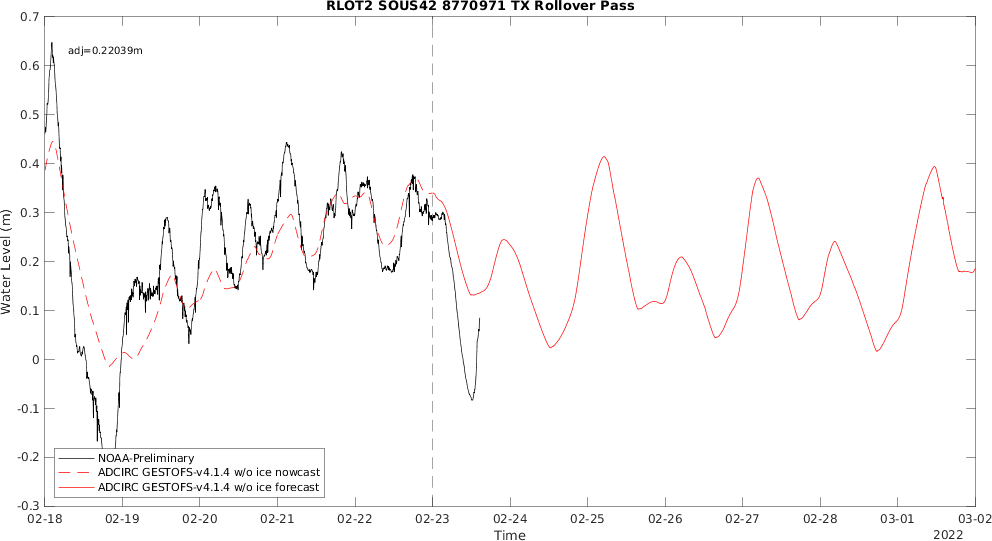 RLOT2 SOUS42 8770971 TX Rollover Pass
adj=0.22039m
Water Level (m)
0.7
0.6
0.5
0.4
0.3
0.2
0.1
0
-0.1
-0.2
-0.3
NOAA-Preliminary
ADCIRC GESTOFS-v4.1.4 w/o ice nowcast
ADCIRC GESTOFS-v4.1.4 w/o ice forecast
02-18 02-19 02-20 02-21 02-22 02-23 02-24 02-25 02-26 02-27 02-28 03-01 03-02
Time
2022